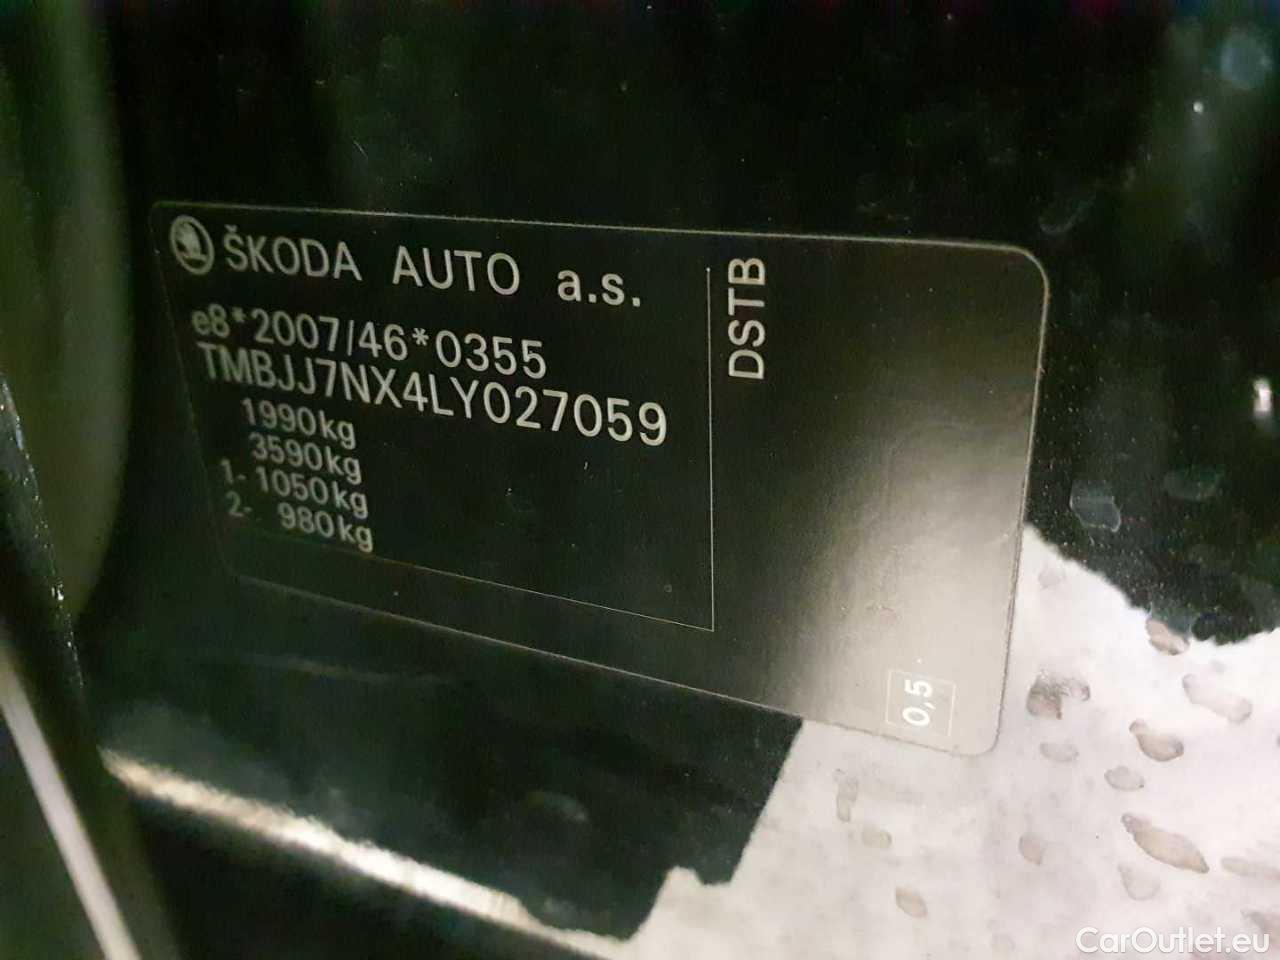 ŠKODA AUTO a.s.
e8*2007/46*0355
TMBJJ7NX4LY027059
1990kg
3590kg
1- 1050kg
2- 980kg
DSTB
0,5
CarOutlet.eu